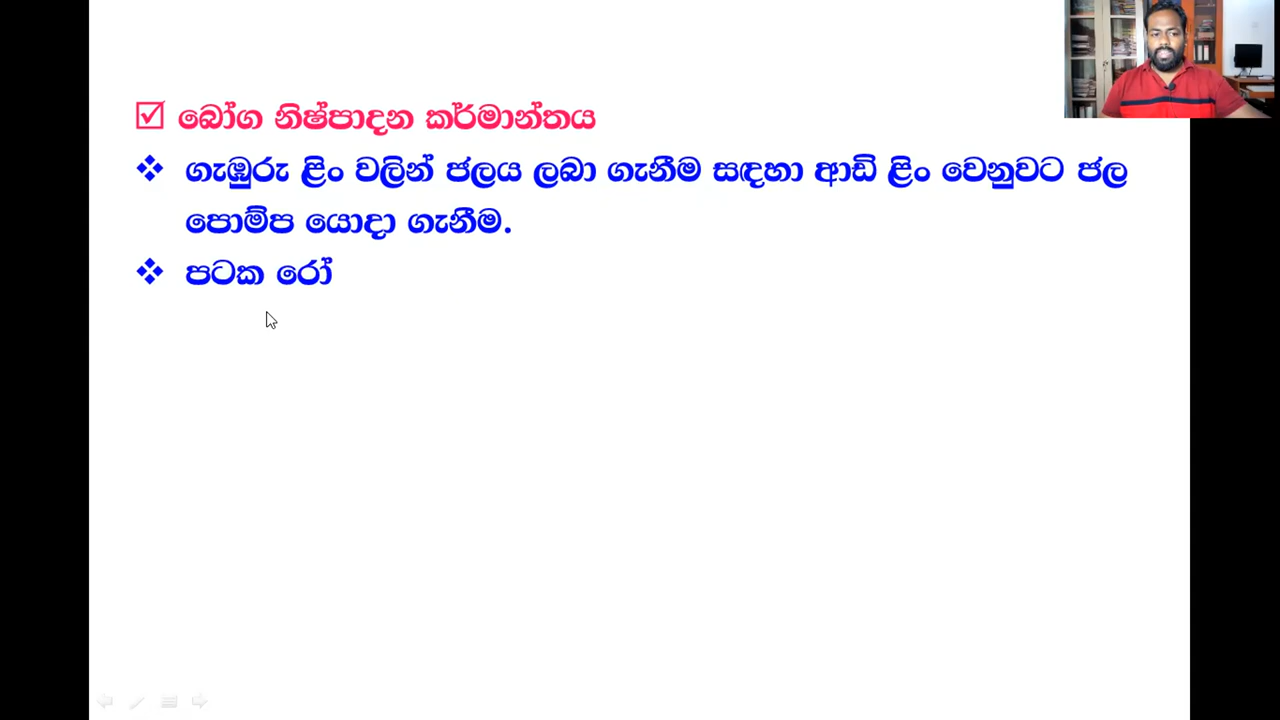 බෝග නිෂ්පාදන කර්මාන්තය
ගැඹුරු ළිං වලින් ජලය ලබා ගැනීම සඳහා ආඩි ළිං වෙනුවට ජල
පොම්ප යොදා ගැනීම.
පටක රෝ